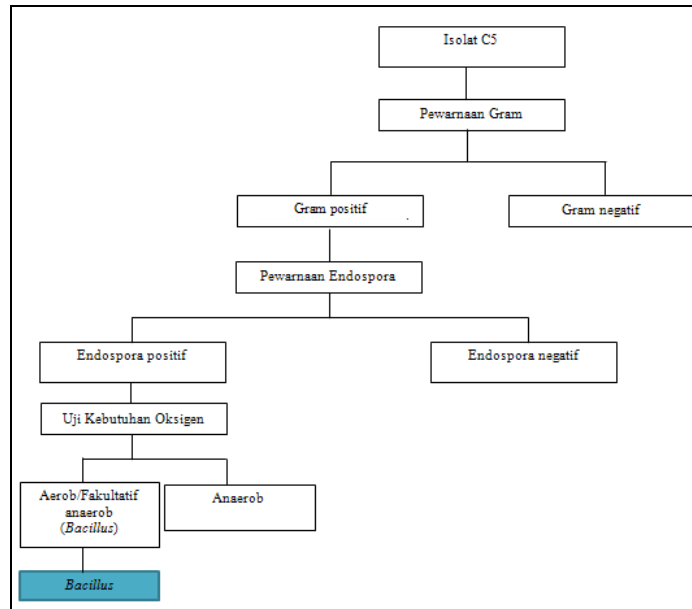 Isolat C5
Pewarnaan Gram
Gram positif
Gram negatif
Pewarnaan Endospora
Endospora positif
Endospora negatif
Uji Kebutuhan Oksigen
Aerob/Fakultatif
anaerob
(Bacillus)
Anaerob
Bacillus